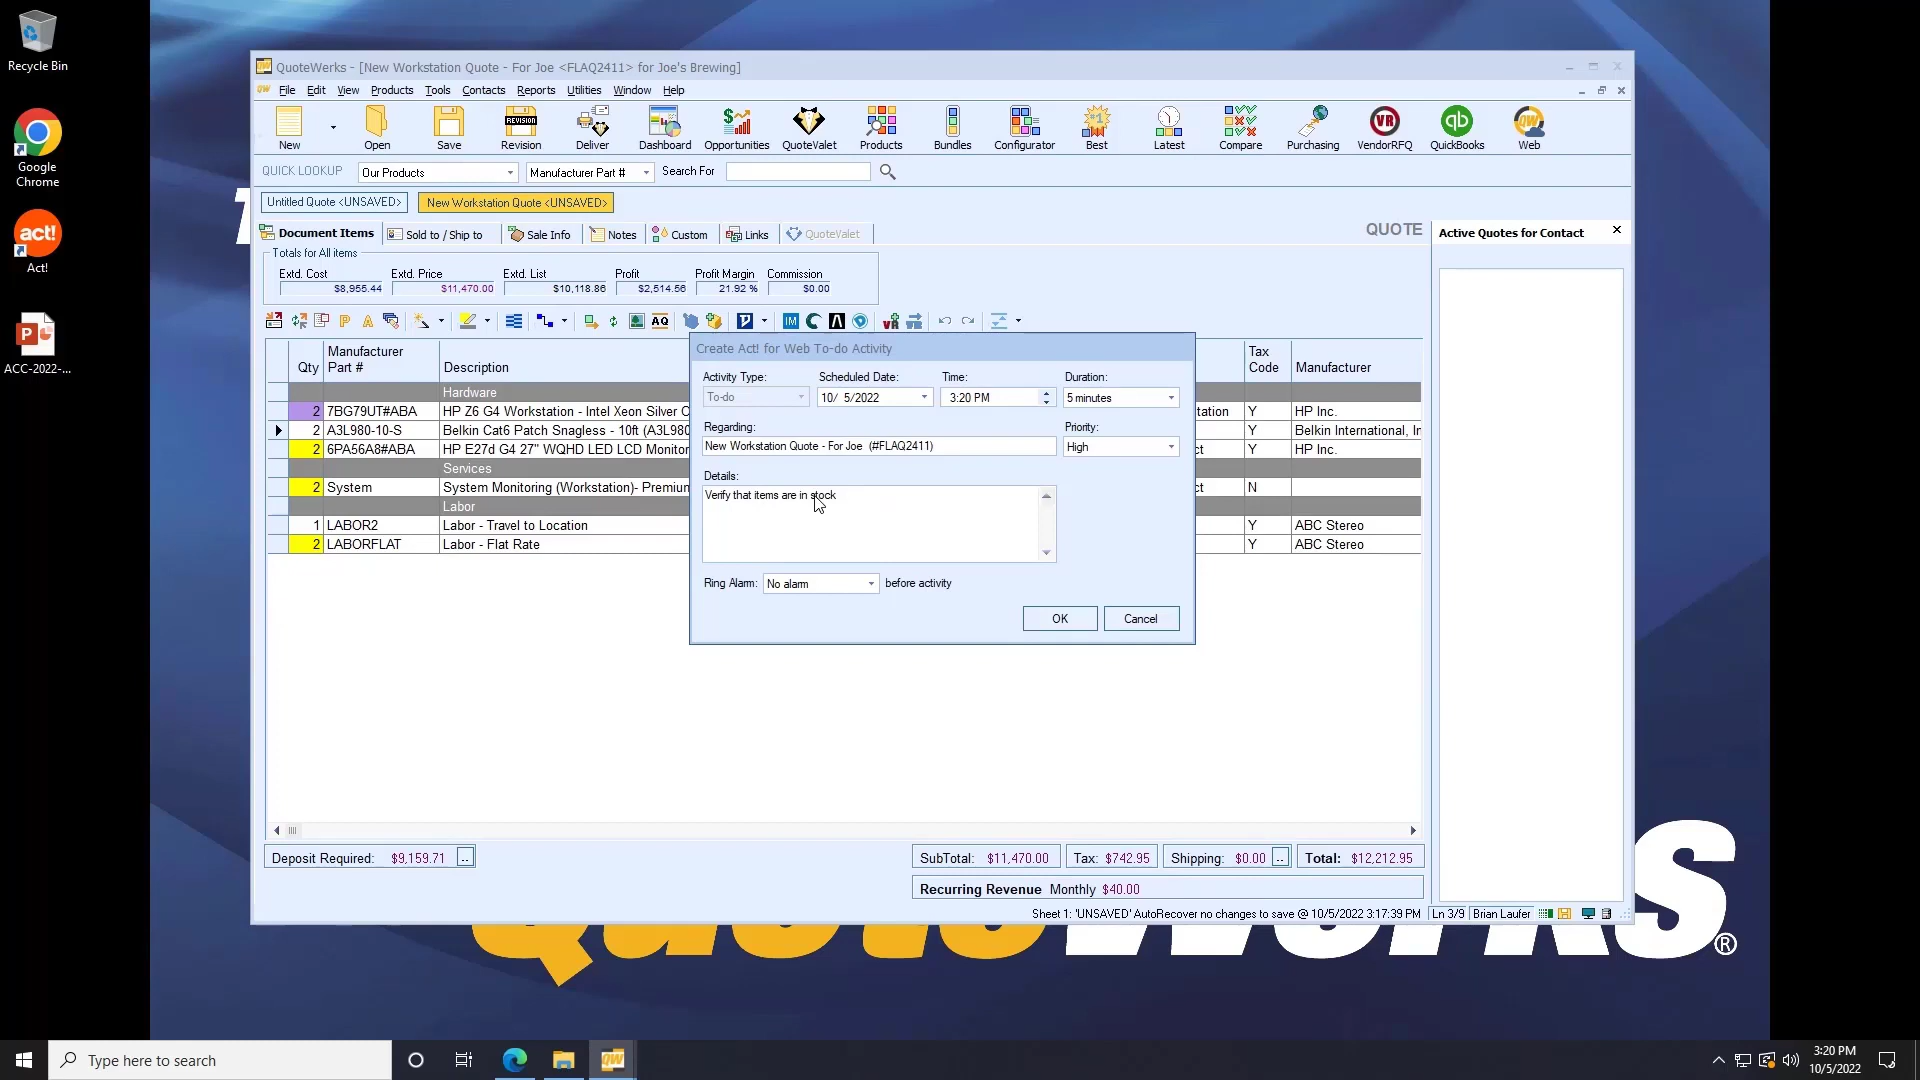 Recycle Bin
Google
Chrome
act!
Act!
ACC-2022-...
QuoteWerks - [New Workstation Quote - For Joe <FLAQ2411> for Joe's Brewing]
File Edit View Products Tools Contacts Reports Utilities Window Help
New Open Save Revision Deliver Dashboard Opportunities QuoteValet Products Bundles Configurator Best Latest Compare Purchasing VendorRFQ QuickBooks Web
QUICK LOOKUP Our Products Manufacturer Part # Search For
Untitled Quote <UNSAVED> New Workstation Quote <UNSAVED>
Document Items Sold to / Ship to Sale Info Notes Custom Links QuoteValet QUOTE
Active Quotes for Contact
Totals for All items
Extd. Cost Extd. Price Extd. List Profit Profit Margin Commission
$8,955.44 $11,470.00 $10,118.86 $2,514.56 21.92 % $0.00
Qty Manufacturer Part # Description Tax Code Manufacturer
Hardware
2 7BG79UT#ABA HP Z6 G4 Workstation - Intel Xeon Silver tation Y HP Inc.
2 A3L980-10-S Belkin Cat6 Patch Snagless - 10ft (A3L980 Y Belkin International, In
2 6PA56A8#ABA HP E27d G4 27" WQHD LED LCD Monitor ct Y HP Inc.
Services
2 System System Monitoring (Workstation)- Premium ct N
Labor
1 LABOR2 Labor - Travel to Location Y ABC Stereo
2 LABORFLAT Labor - Flat Rate Y ABC Stereo
Create Act! for Web To-do Activity
Activity Type: Scheduled Date: Time: Duration:
To-do 10/ 5/2022 3:20 PM 5 minutes
Regarding: Priority:
New Workstation Quote - For Joe (#FLAQ2411) High
Details:
Verify that items are in stock
Ring Alarm: No alarm before activity
OK Cancel
Deposit Required: $9,159.71 .. SubTotal: $11,470.00 Tax: $742.95 Shipping: $0.00 .. Total: $12,212.95
Recurring Revenue Monthly $40.00
Sheet 1: 'UNSAVED' AutoRecover no changes to save @ 10/5/2022 3:17:39 PM Ln 3/9 Brian Laufer
QuoteWerks®
Type here to search
3:20 PM
10/5/2022